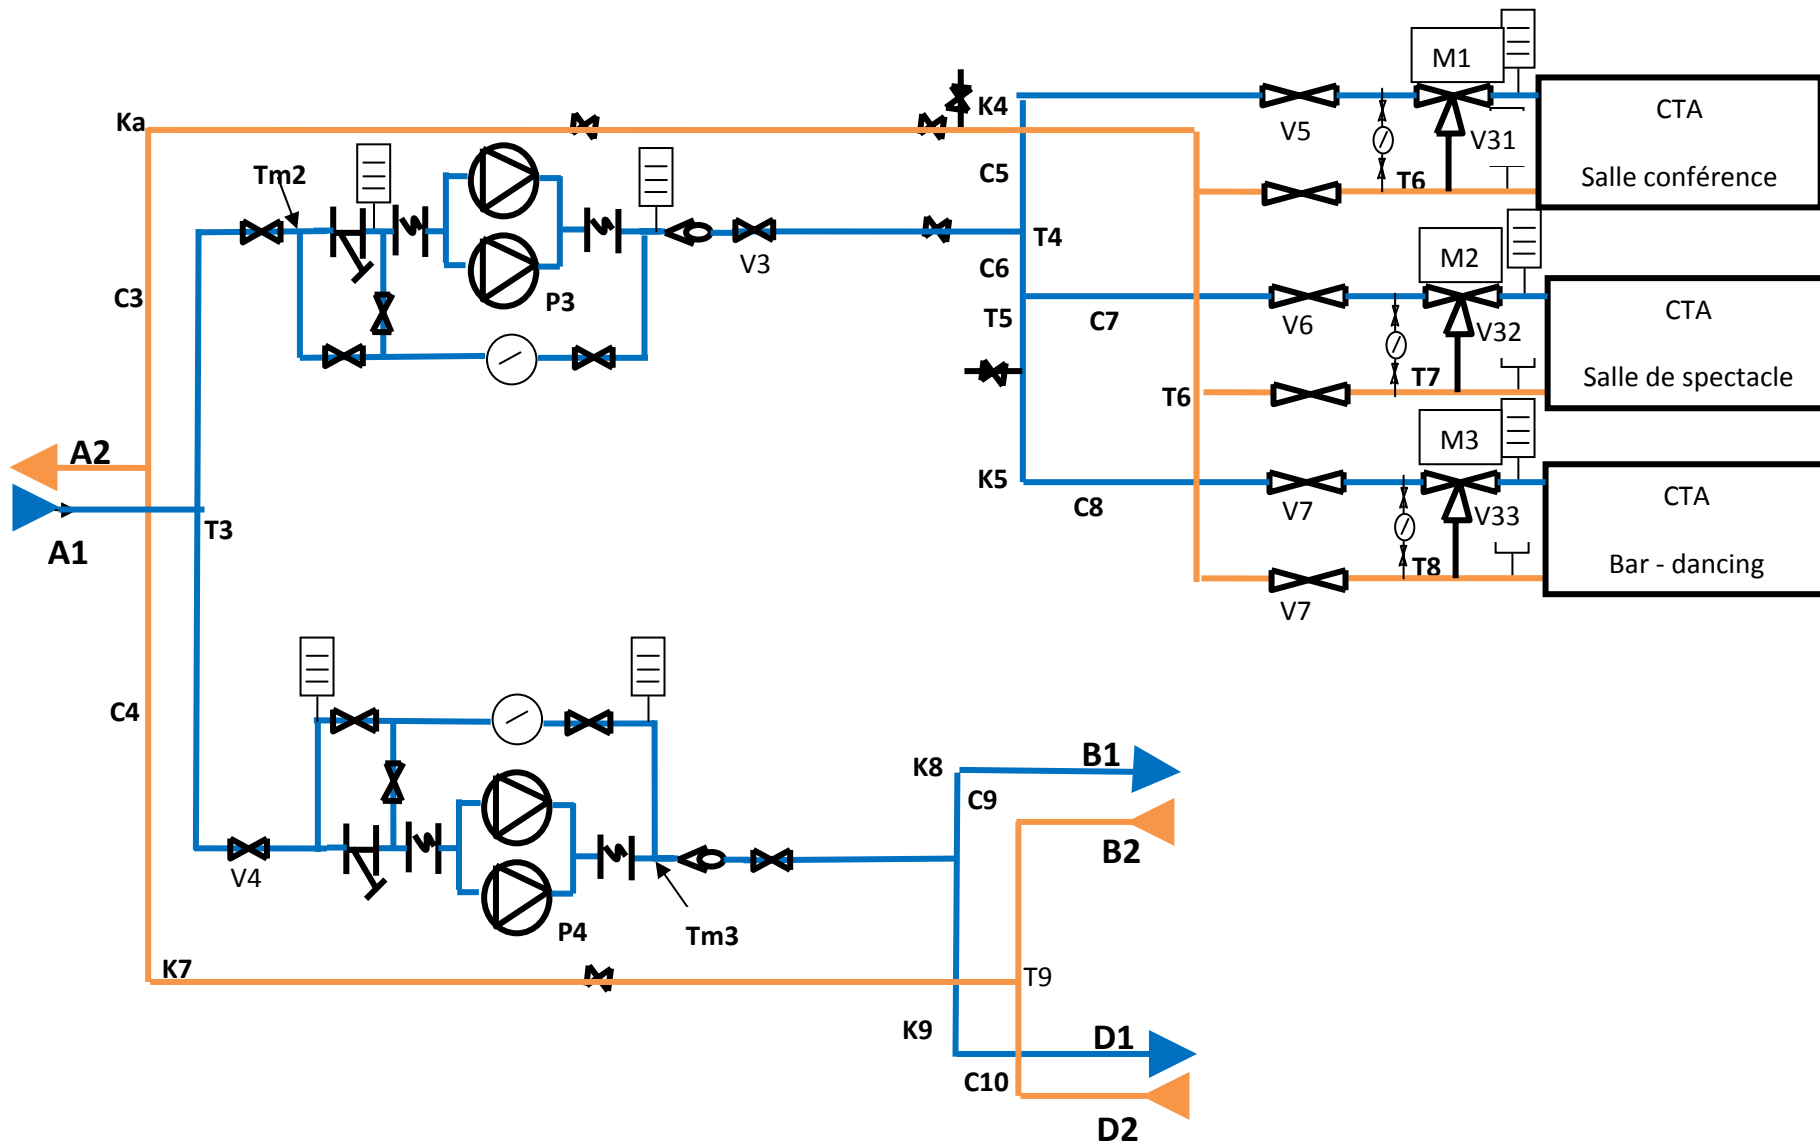 M1
K4
CTA
Ka
V5
V31
C5
Tm2
T6
Salle conférence
T4
V3
M2
C6
C3
P3
T5
C7
V6
V32
CTA
T7
Salle de spectacle
T6
M3
A2
K5
C8
V7
V33
CTA
T3
A1
T8
Bar - dancing
V7
C4
K8
B1
C9
B2
V4
P4
Tm3
K7
T9
K9
D1
C10
D2